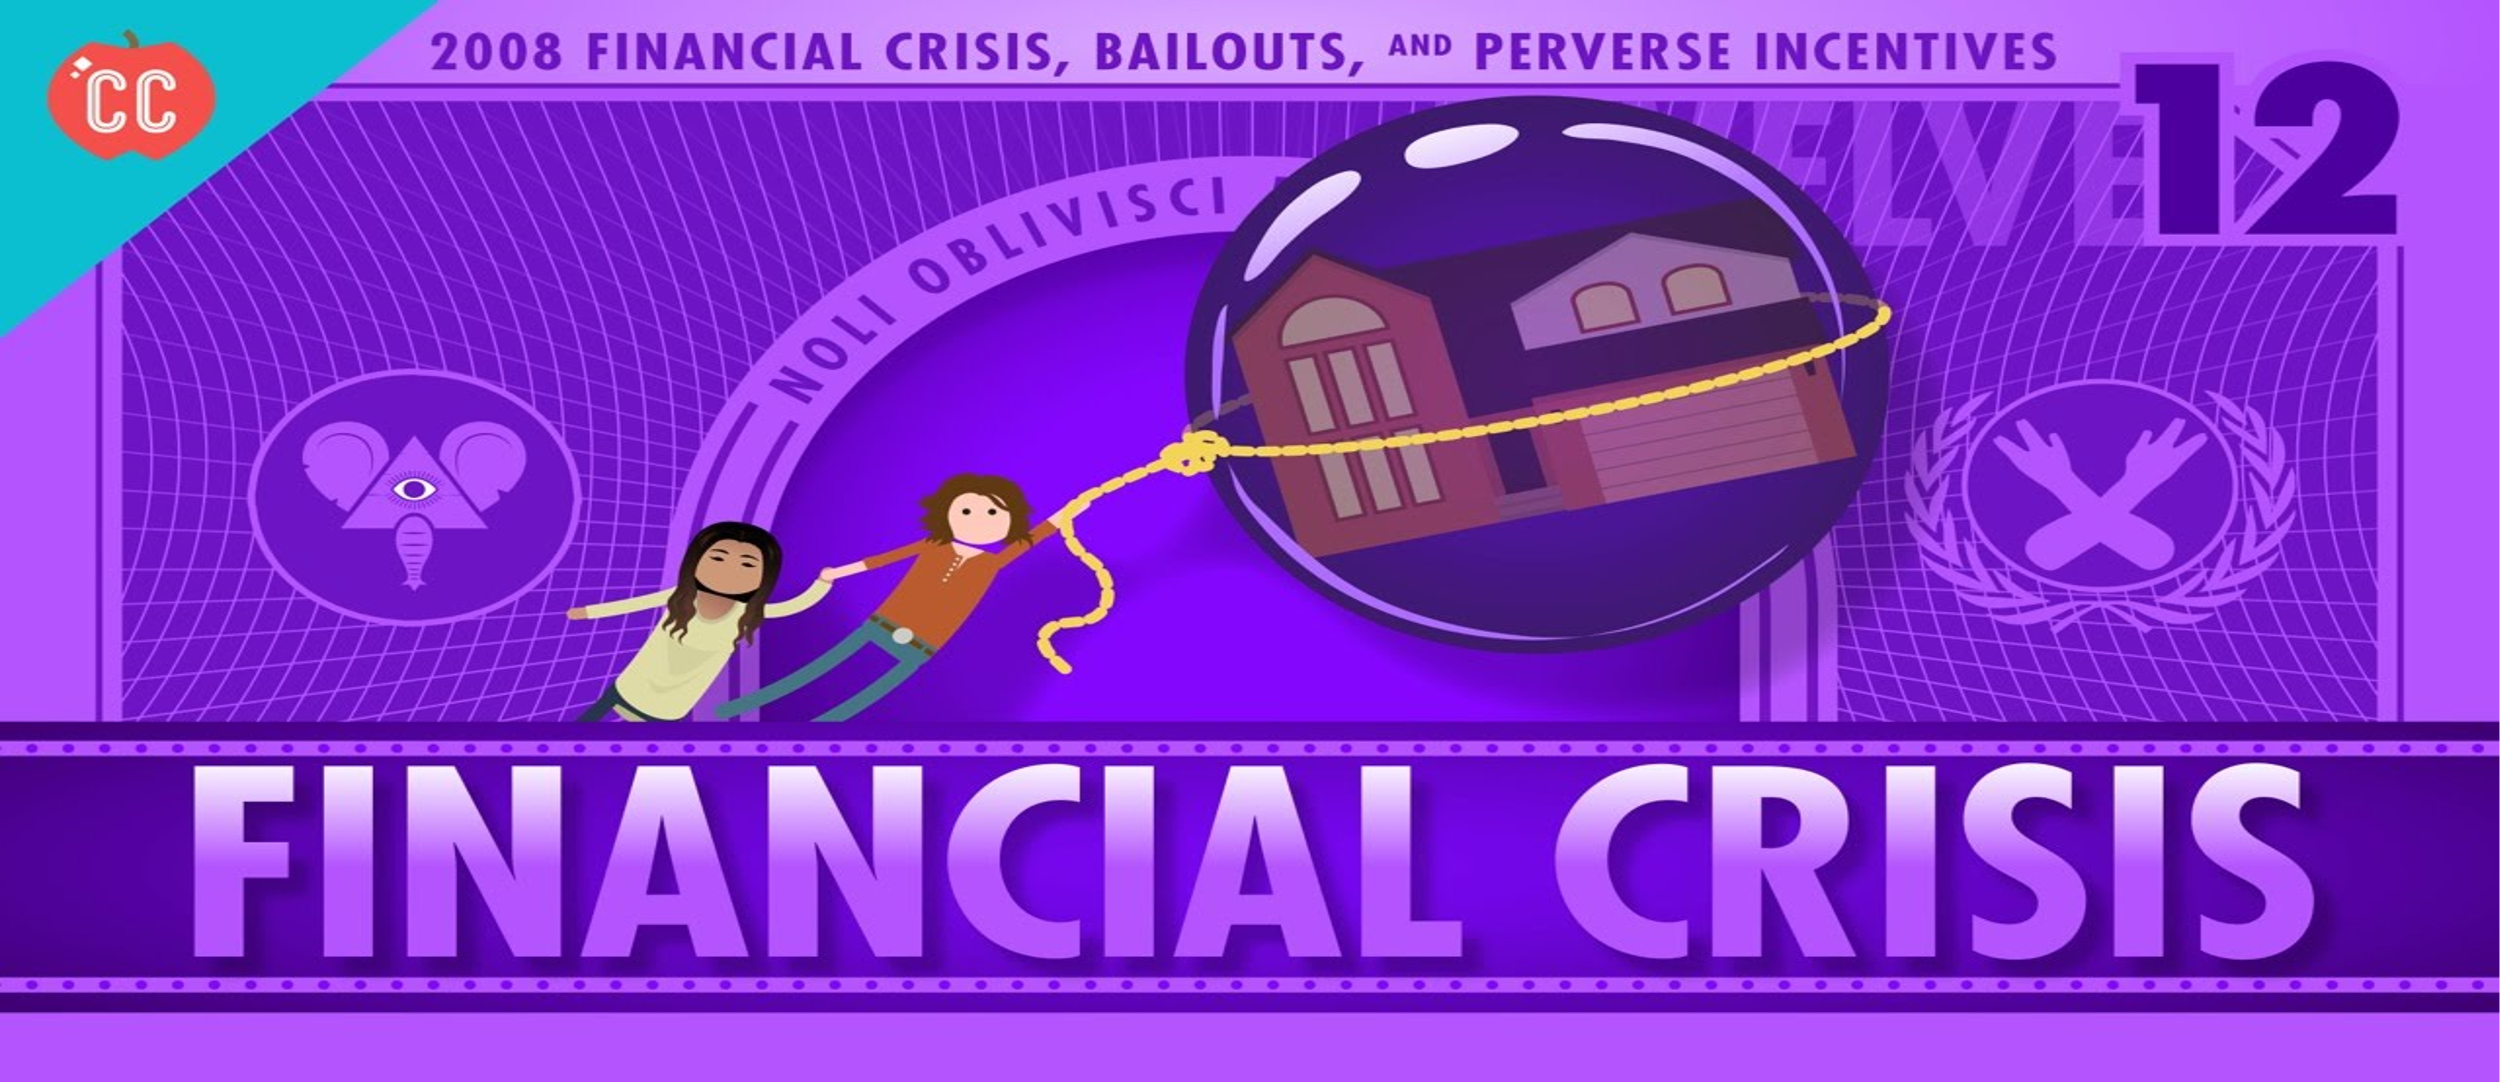 CC
2008 FINANCIAL CRISIS, BAILOUTS, AND PERVERSE INCENTIVES
12
NOLI OBLIVISCI
FINANCIAL CRISIS